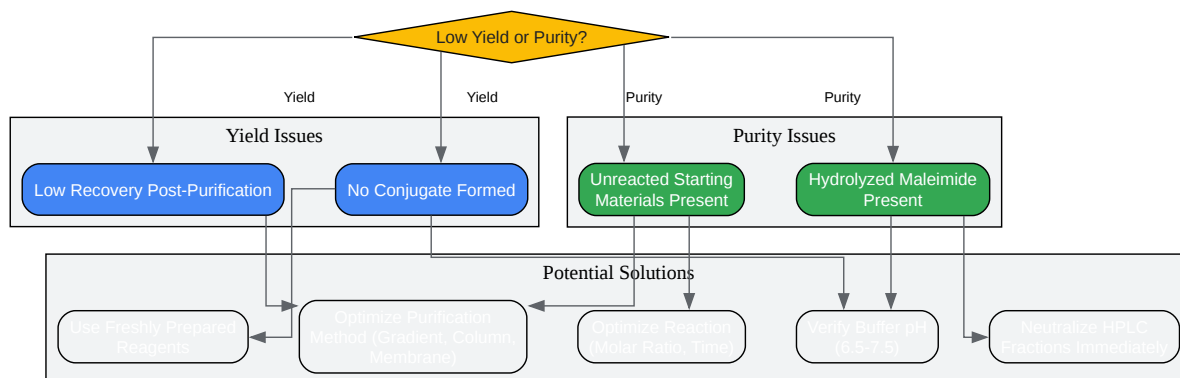 Low Yield or Purity?
Yield
Yield
Purity
Purity
Yield Issues
Purity Issues
Low Recovery Post-Purification
No Conjugate Formed
Unreacted Starting
Materials Present
Hydrolyzed Maleimide
Present
Potential Solutions
Use Freshly Prepared
Reagents
Optimize Purification
Method (Gradient, Column,
Membrane)
Optimize Reaction
(Molar Ratio, Time)
Verify Buffer pH
(6.5-7.5)
Neutralize HPLC
Fractions Immediately